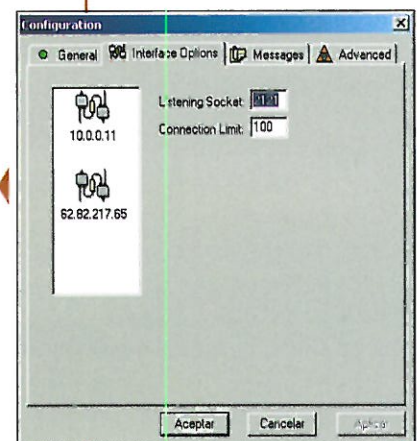 Configuration
General Interface Options Messages Advanced
10.0.0.11
62.82.217.65
Listening Socket:
Connection Limit: 100
Aceptar Cancelar Aplicar